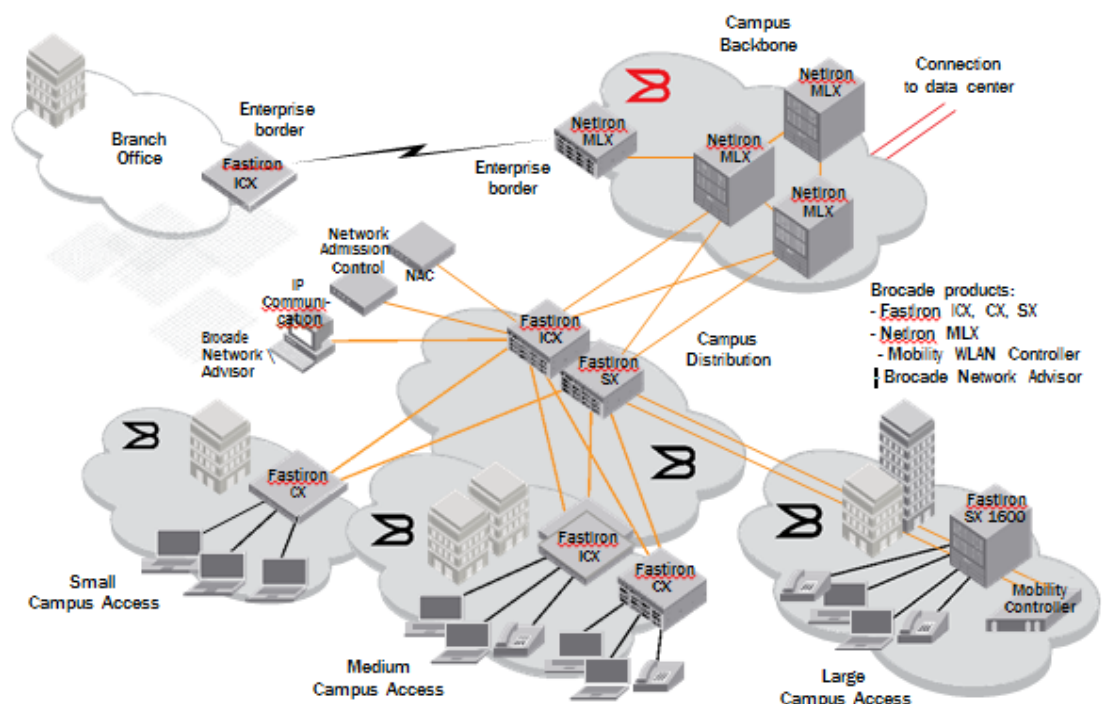 Campus
Backbone
NetIron
MLX
Connection
to data center
Enterprise
border
NetIron
MLX
NetIron
MLX
Branch
Office
FastIron
ICX
Enterprise
border
NetIron
MLX
Network
Admission
Control
NAC
IP
Communi-
cation
Brocade
Network
Advisor
FastIron
ICX
FastIron
SX
Campus
Distribution
Brocade products:
- FastIron ICX, CX, SX
- NetIron MLX
- Mobility WLAN Controller
Brocade Network Advisor
FastIron
CX
FastIron
ICX
FastIron
CX
FastIron
SX 1600
Mobility
Controller
Small
Campus Access
Medium
Campus Access
Large
Campus Access